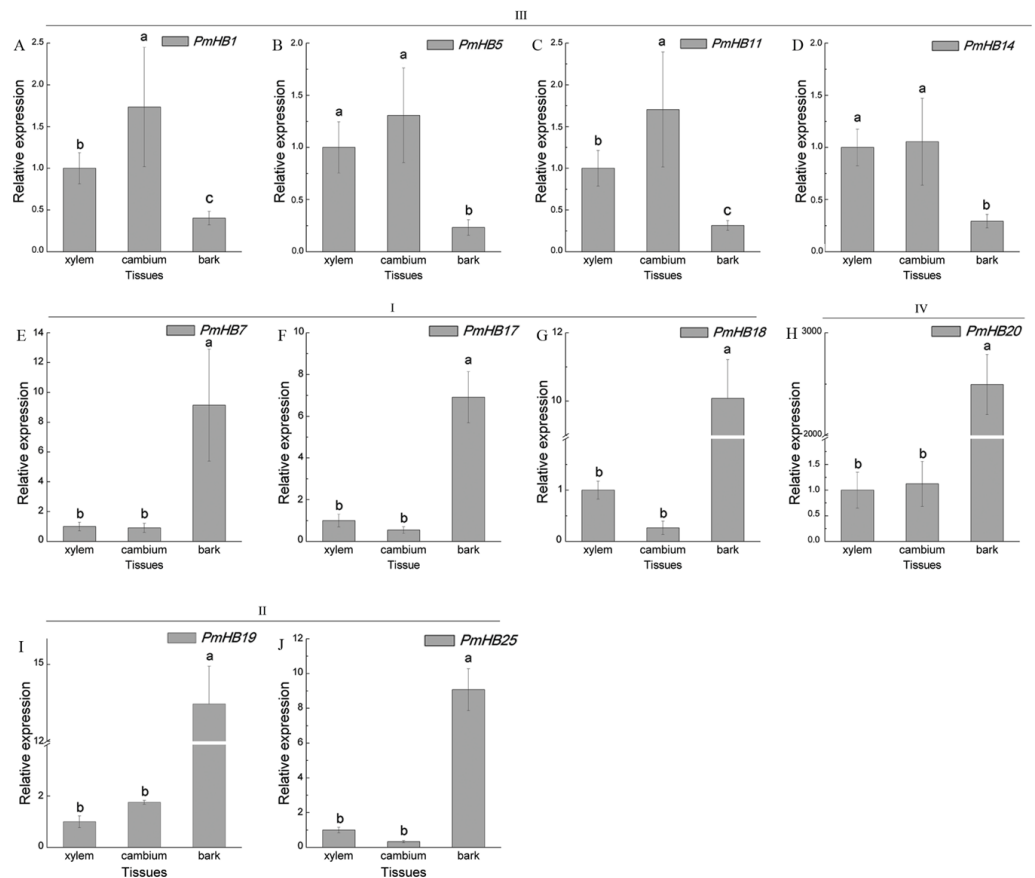 III
A
PmHB1
2.5
2.0
1.5
1.0
0.5
0.0
Relative expression
b
a
c
xylem cambium bark
Tissues
B
PmHB5
2.0
1.5
1.0
0.5
0.0
Relative expression
a
a
b
xylem cambium bark
Tissues
C
PmHB11
2.5
2.0
1.5
1.0
0.5
0.0
Relative expression
b
a
c
xylem cambium bark
Tissues
D
PmHB14
2.0
1.5
1.0
0.5
0.0
Relative expression
a
a
b
xylem cambium bark
Tissues
I
IV
E
PmHB7
14
12
10
8
6
4
2
0
Relative expression
b
b
a
xylem cambium bark
Tissues
F
PmHB17
10
8
6
4
2
0
Relative expression
b
b
a
xylem cambium bark
Tissue
G
PmHB18
12
10
1
0
Relative expression
b
b
a
xylem cambium bark
Tissues
H
PmHB20
3000
2000
1.5
1.0
0.5
0.0
Relative expression
b
b
a
xylem cambium bark
Tissues
II
I
PmHB19
15
12
2
0
Relative expression
b
b
a
xylem cambium bark
Tissues
J
PmHB25
12
10
8
6
4
2
0
Relative expression
b
b
a
xylem cambium bark
Tissues